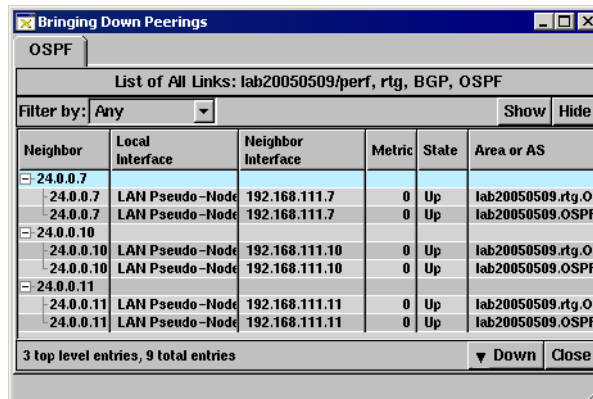 Bringing Down Peerings
OSPF
List of All Links: lab20050509/perf, rtg, BGP, OSPF
Filter by: Any Show Hide
Neighbor Local Interface Neighbor Interface Metric State Area or AS
24.0.0.7
24.0.0.7 LAN Pseudo-Node 192.168.111.7 0 Up lab20050509.rtg.O
24.0.0.7 LAN Pseudo-Node 192.168.111.7 0 Up lab20050509.OSPF
24.0.0.10
24.0.0.10 LAN Pseudo-Node 192.168.111.10 0 Up lab20050509.rtg.O
24.0.0.10 LAN Pseudo-Node 192.168.111.10 0 Up lab20050509.OSPF
24.0.0.11
24.0.0.11 LAN Pseudo-Node 192.168.111.11 0 Up lab20050509.rtg.O
24.0.0.11 LAN Pseudo-Node 192.168.111.11 0 Up lab20050509.OSPF
3 top level entries, 9 total entries Down Close